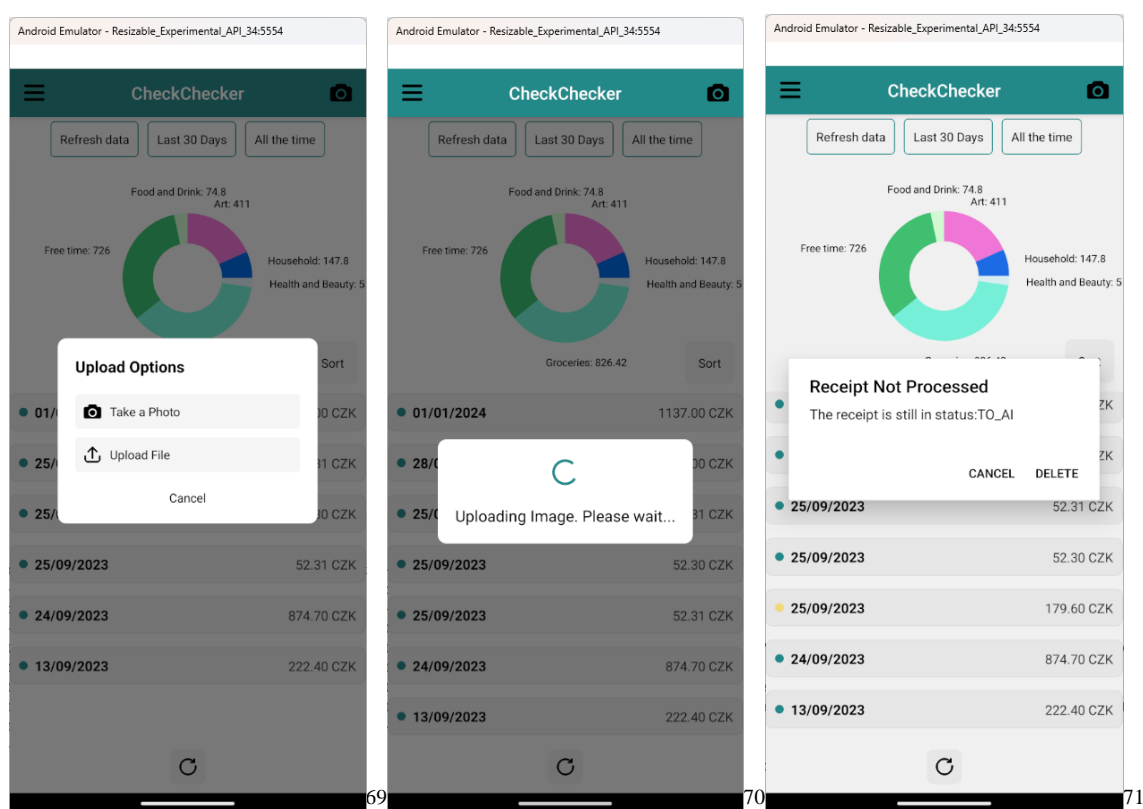 Android Emulator - Resizable_Experimental_API_34:5554
CheckChecker
Refresh data
Last 30 Days
All the time
Food and Drink: 74.8
Art: 411
Free time: 726
Household: 147.8
Health and Beauty: 5
Upload Options
Sort
Take a Photo
Upload File
Cancel
01/
00 CZK
25/
31 CZK
25/
30 CZK
25/09/2023
52.31 CZK
24/09/2023
874.70 CZK
13/09/2023
222.40 CZK
69
Android Emulator - Resizable_Experimental_API_34:5554
CheckChecker
Refresh data
Last 30 Days
All the time
Food and Drink: 74.8
Art: 411
Free time: 726
Household: 147.8
Health and Beauty: 5
Groceries: 826.42
Sort
01/01/2024
1137.00 CZK
28/0
00 CZK
25/0
31 CZK
Uploading Image. Please wait...
25/09/2023
52.30 CZK
25/09/2023
52.31 CZK
24/09/2023
874.70 CZK
13/09/2023
222.40 CZK
70
Android Emulator - Resizable_Experimental_API_34:5554
CheckChecker
Refresh data
Last 30 Days
All the time
Food and Drink: 74.8
Art: 411
Free time: 726
Household: 147.8
Health and Beauty: 5
Receipt Not Processed
The receipt is still in status:TO_AI
CANCEL
DELETE
ZK
ZK
25/09/2023
52.31 CZK
25/09/2023
52.30 CZK
25/09/2023
179.60 CZK
24/09/2023
874.70 CZK
13/09/2023
222.40 CZK
71